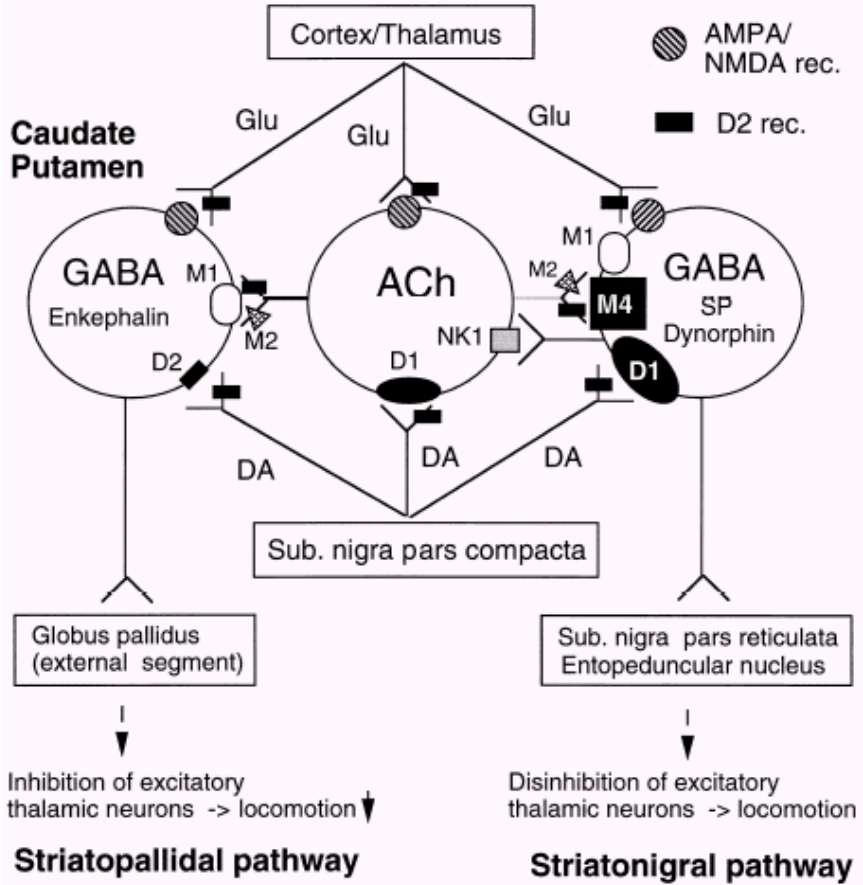 Cortex/Thalamus
AMPA/
NMDA rec.
D2 rec.
Caudate
Putamen
Glu
Glu
Glu
GABA
Enkephalin
M1
M2
D2
ACh
NK1
D1
M2
M1
M4
GABA
SP
Dynorphin
D1
DA
DA
DA
Sub. nigra pars compacta
Globus pallidus
(external segment)
Sub. nigra pars reticulata
Entopeduncular nucleus
Inhibition of excitatory
thalamic neurons -> locomotion
Striatopallidal pathway
Disinhibition of excitatory
thalamic neurons -> locomotion
Striatonigral pathway